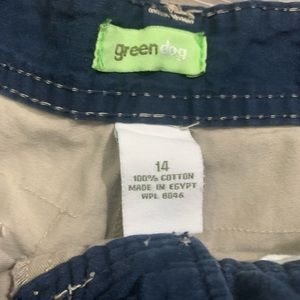 greendog
14
100% COTTON
MADE IN EGYPT
WPL 8046